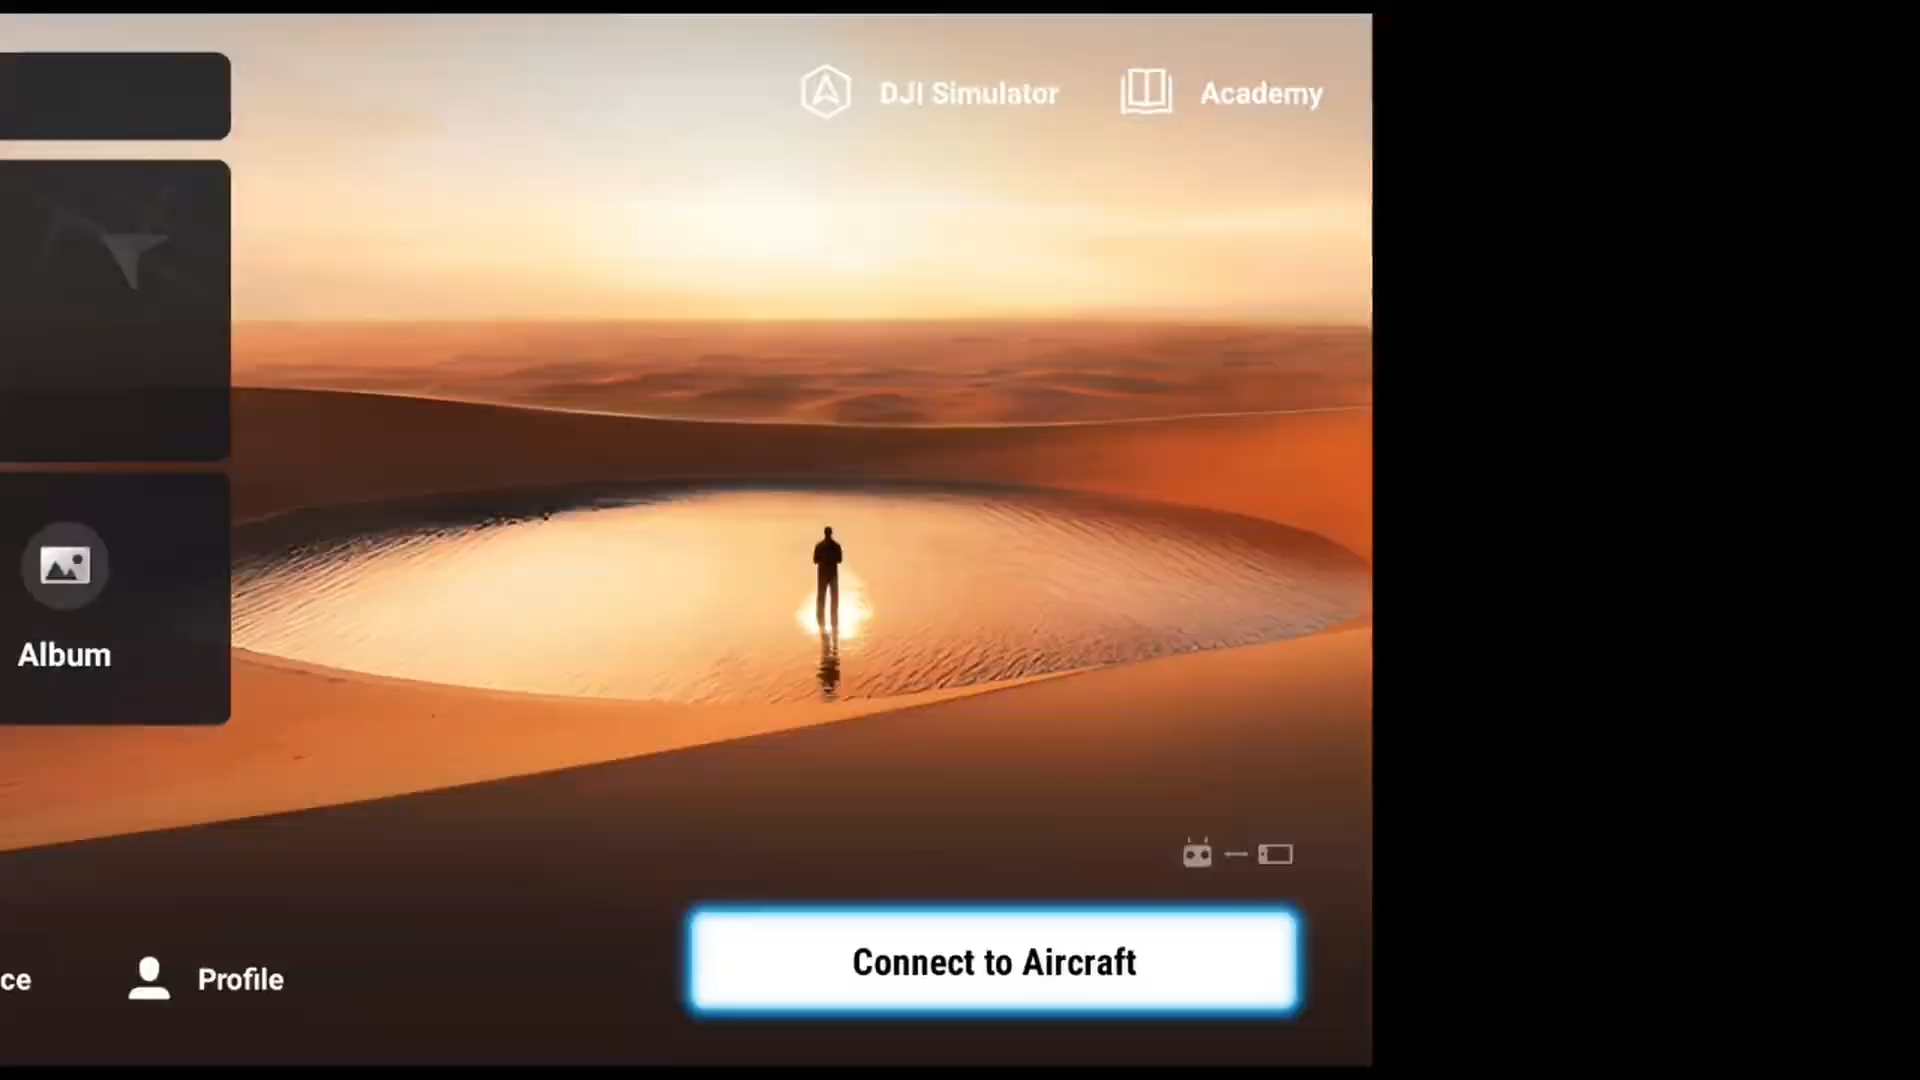 DJI Simulator
Academy
Album
ce
Profile
Connect to Aircraft